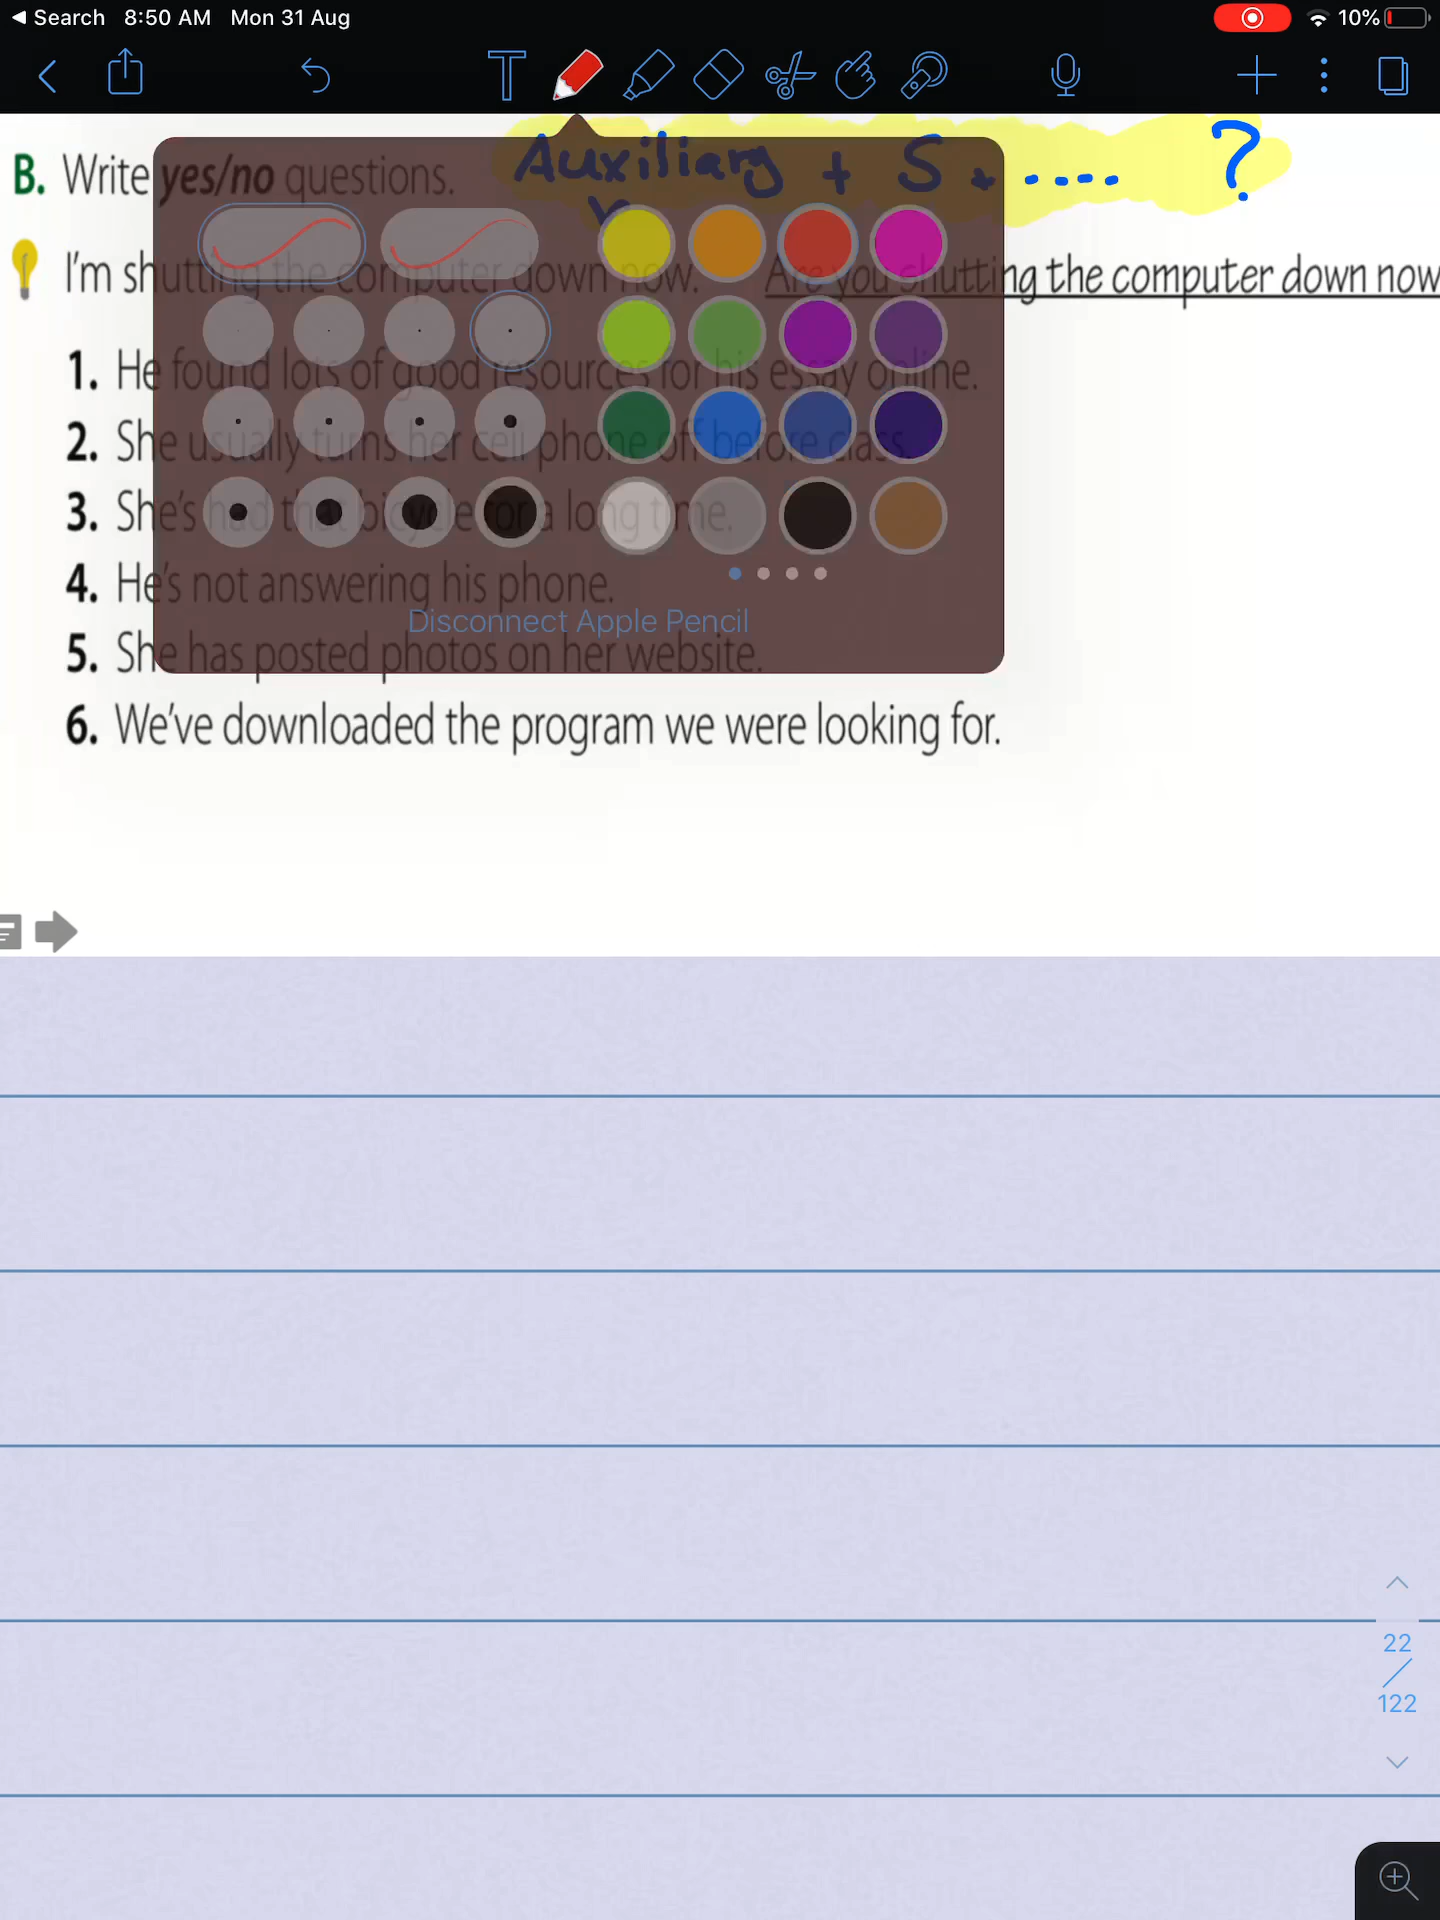 Search 8:50 AM Mon 31 Aug 10%
T
Auxiliary + S + .... ?
B. Write yes/no questions.
I'm shutting the computer down now. Are you shutting the computer down now
1. He found lots of good resources for his essay online.
2. She usually turns her cell phone off before class.
3. She's had that bicycle for a long time.
4. He's not answering his phone.
Disconnect Apple Pencil
5. She has posted photos on her website.
6. We've downloaded the program we were looking for.
22
122